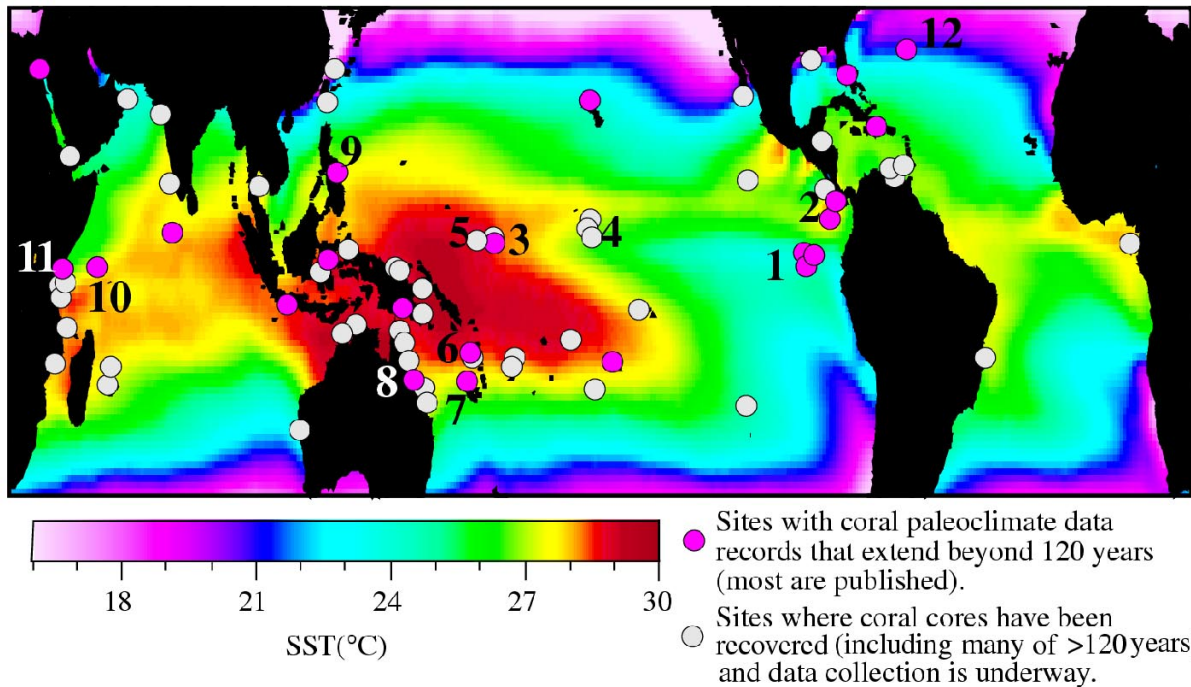 12
9
5
3
4
2
11
10
1
6
8
7
18
21
24
27
30
SST(°C)
Sites with coral paleoclimate data
records that extend beyond 120 years
(most are published).
Sites where coral cores have been
recovered (including many of >120 years
and data collection is underway.